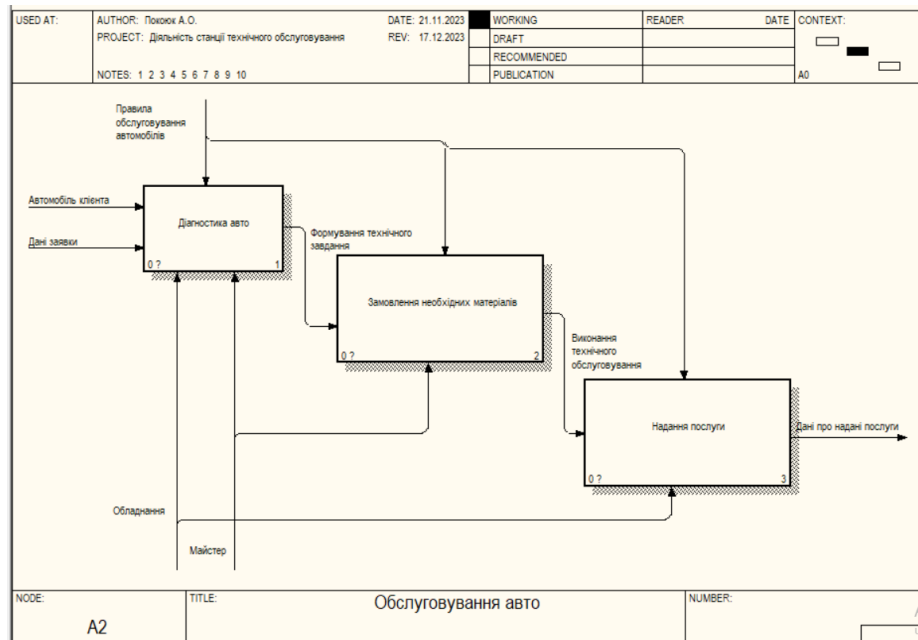 USED AT:
AUTHOR: Покоюк А.О.
DATE: 21.11.2023
WORKING
READER
DATE
CONTEXT:
PROJECT: Діяльність станції технічного обслуговування
REV: 17.12.2023
DRAFT
RECOMMENDED
NOTES: 1 2 3 4 5 6 7 8 9 10
PUBLICATION
A0
Правила
обслуговування
автомобілів
Автомобіль клієнта
Дані заявки
Діагностика авто
0 ?
1
Формування технічного
завдання
Замовлення необхідних матеріалів
0 ?
2
Виконання
технічного
обслуговування
Надання послуги
0 ?
3
Дані про надані послуги
Обладнання
Майстер
NODE:
A2
TITLE:
Обслуговування авто
NUMBER: